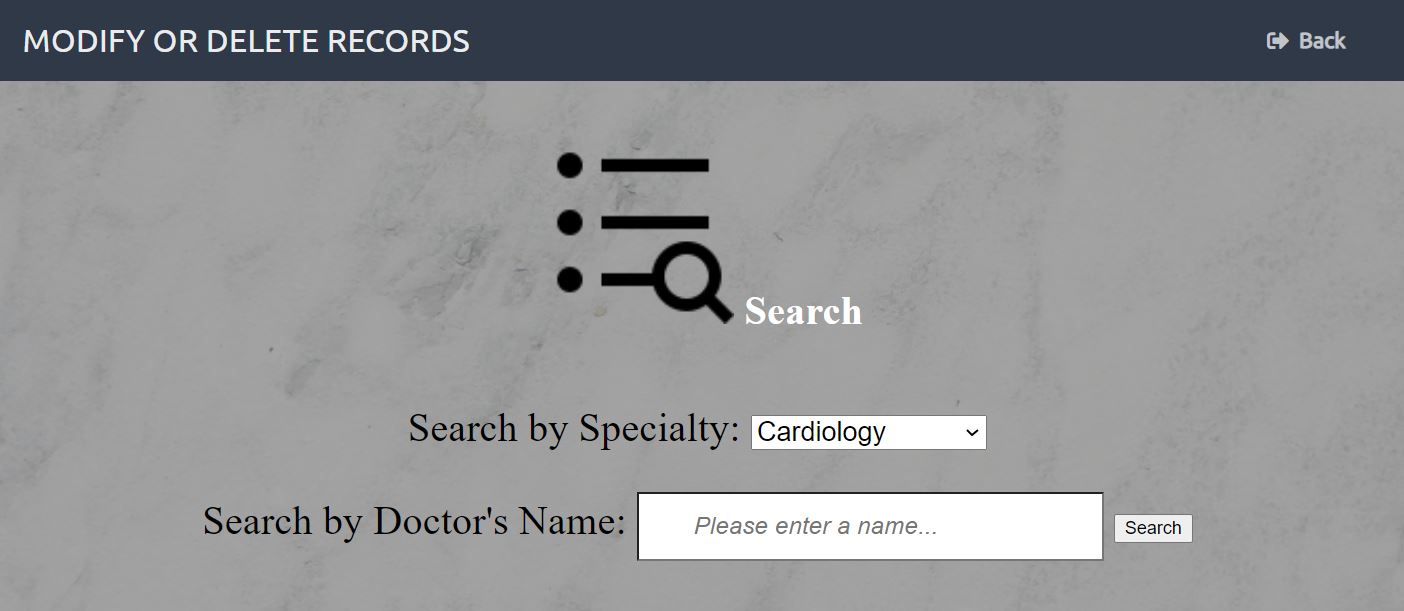 MODIFY OR DELETE RECORDS Back
Search
Search by Specialty: Cardiology
Search by Doctor's Name: Please enter a name... Search